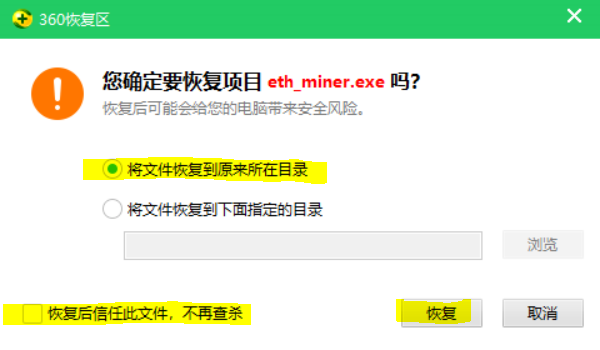 360恢复区
您确定要恢复项目 eth_miner.exe 吗？
恢复后可能会给您的电脑带来安全风险。
将文件恢复到原来所在目录
将文件恢复到下面指定的目录
浏览
恢复后信任此文件，不再查杀
恢复
取消